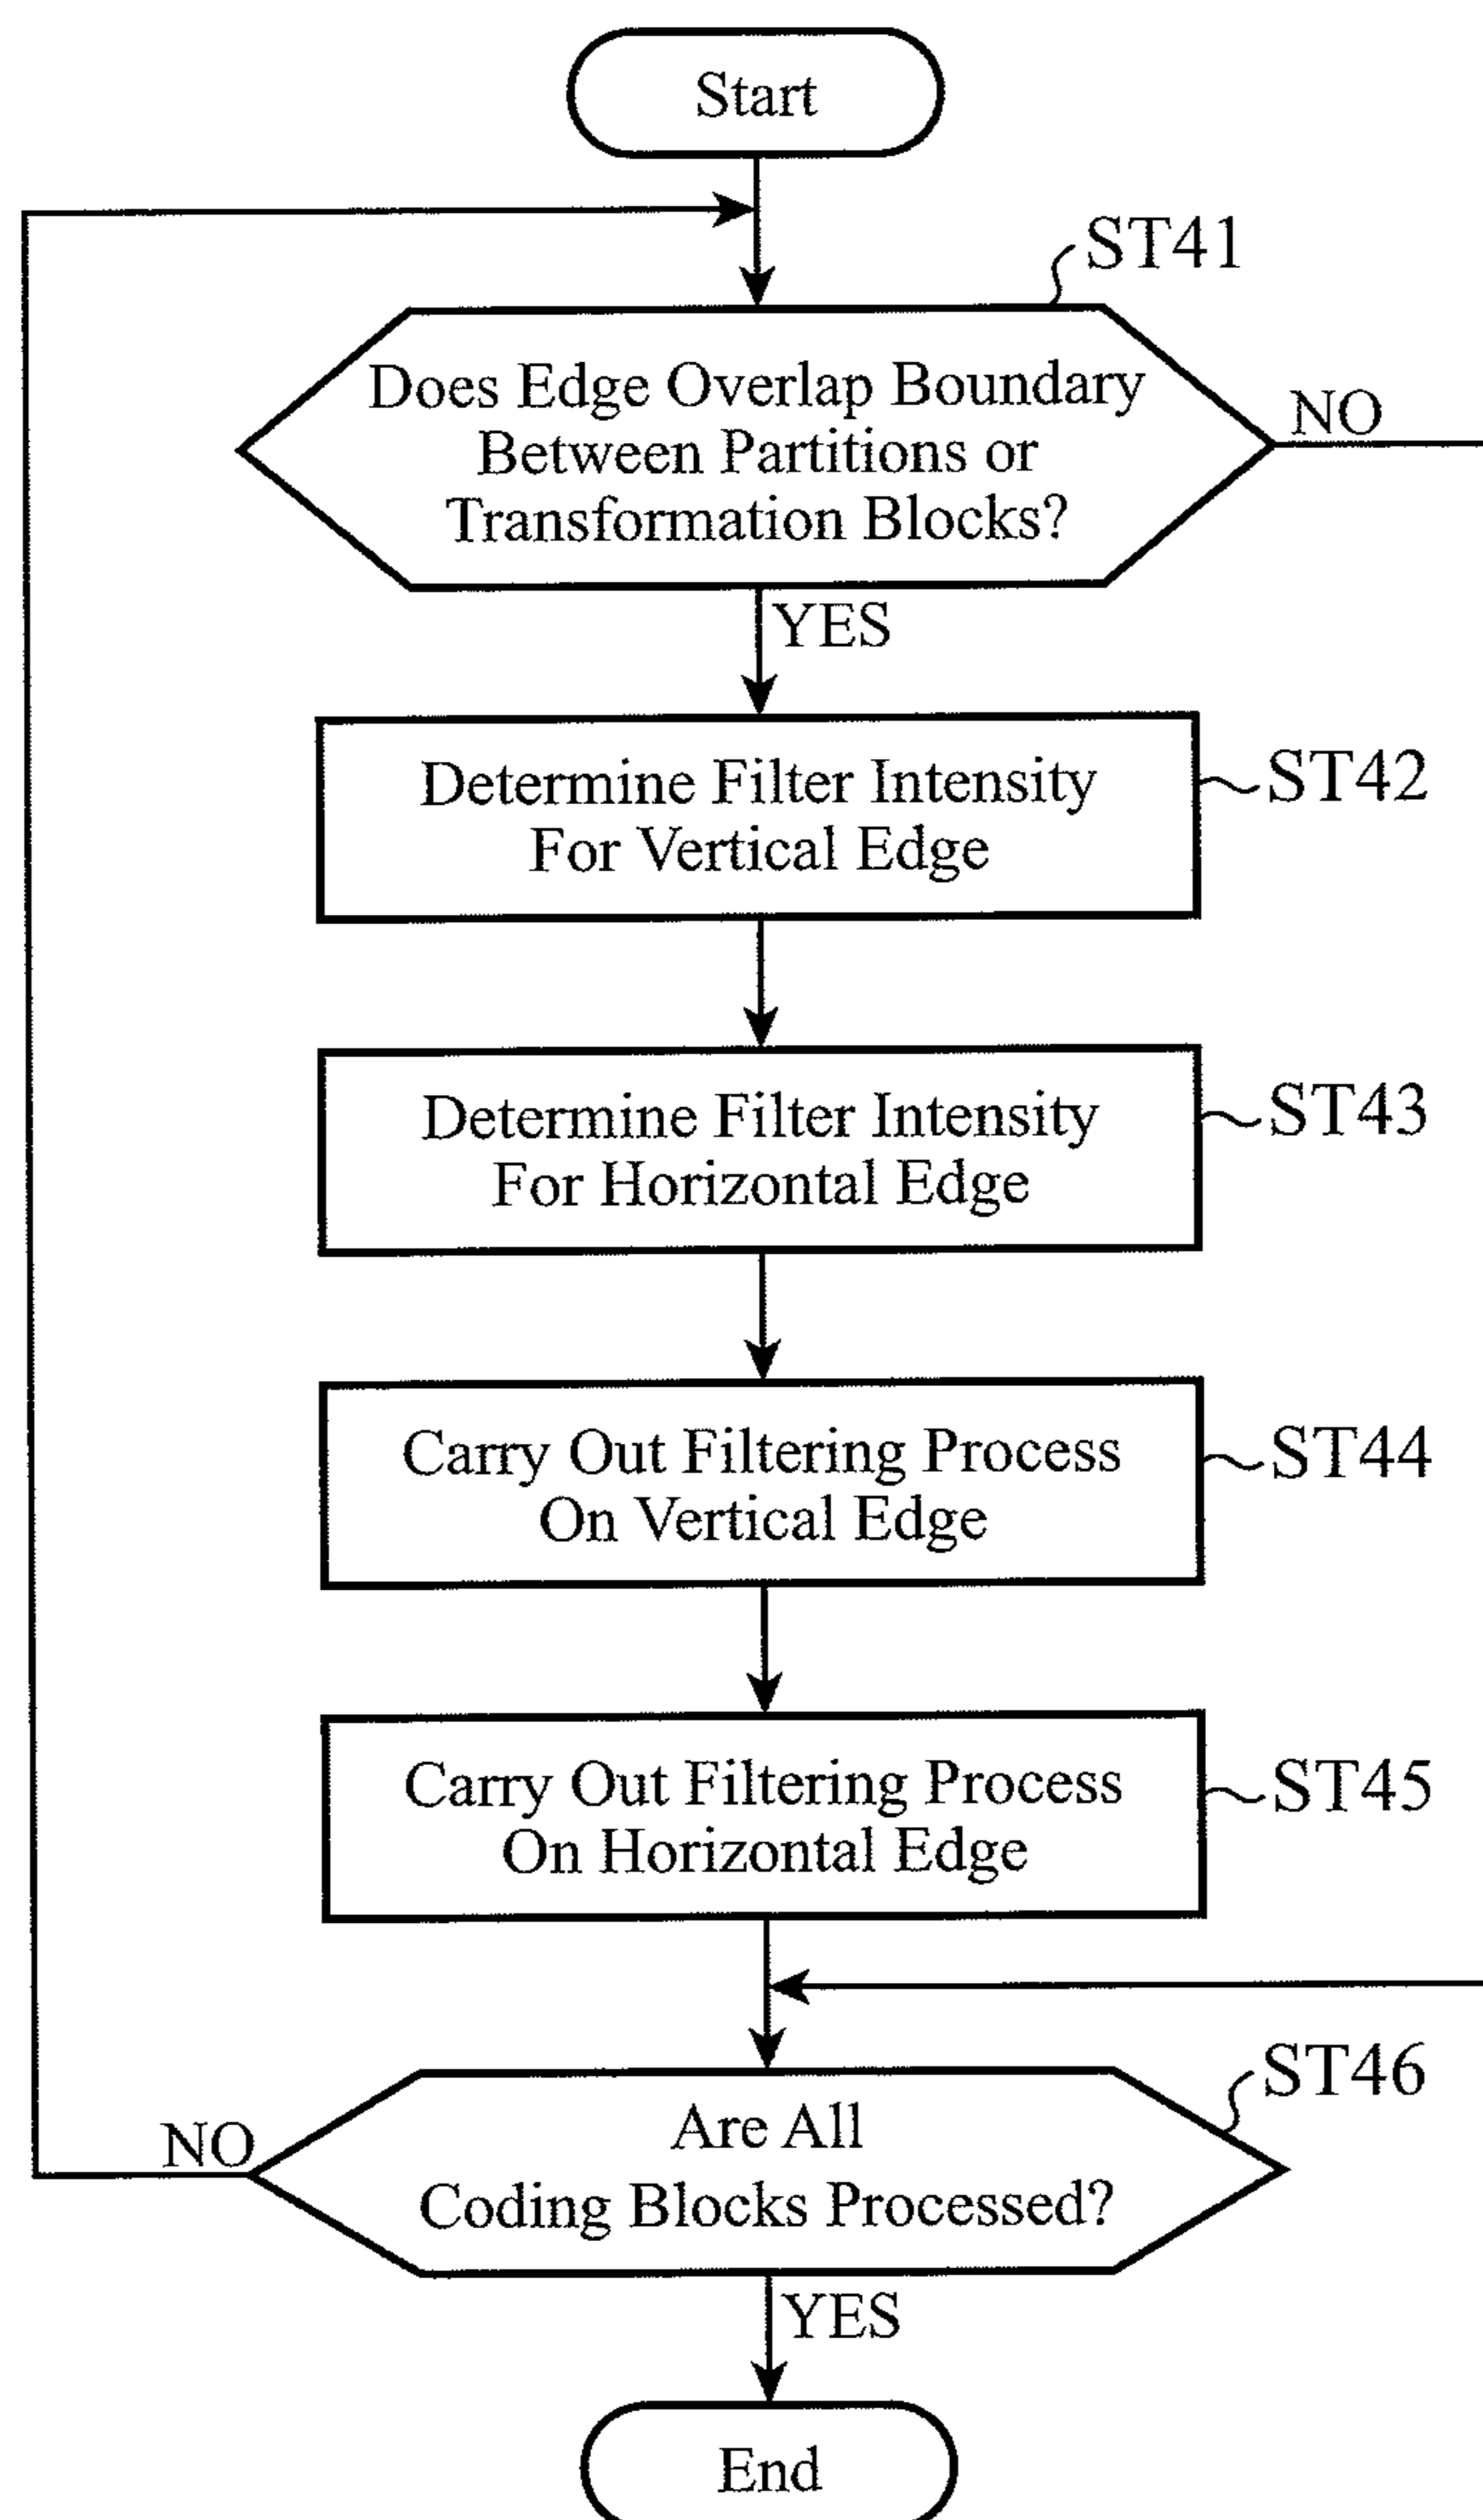 Start
ST41
Does Edge Overlap Boundary
Between Partitions or
Transformation Blocks?
NO
YES
Determine Filter Intensity
For Vertical Edge
ST42
Determine Filter Intensity
For Horizontal Edge
ST43
Carry Out Filtering Process
On Vertical Edge
ST44
Carry Out Filtering Process
On Horizontal Edge
ST45
ST46
Are All
Coding Blocks Processed?
NO
YES
End